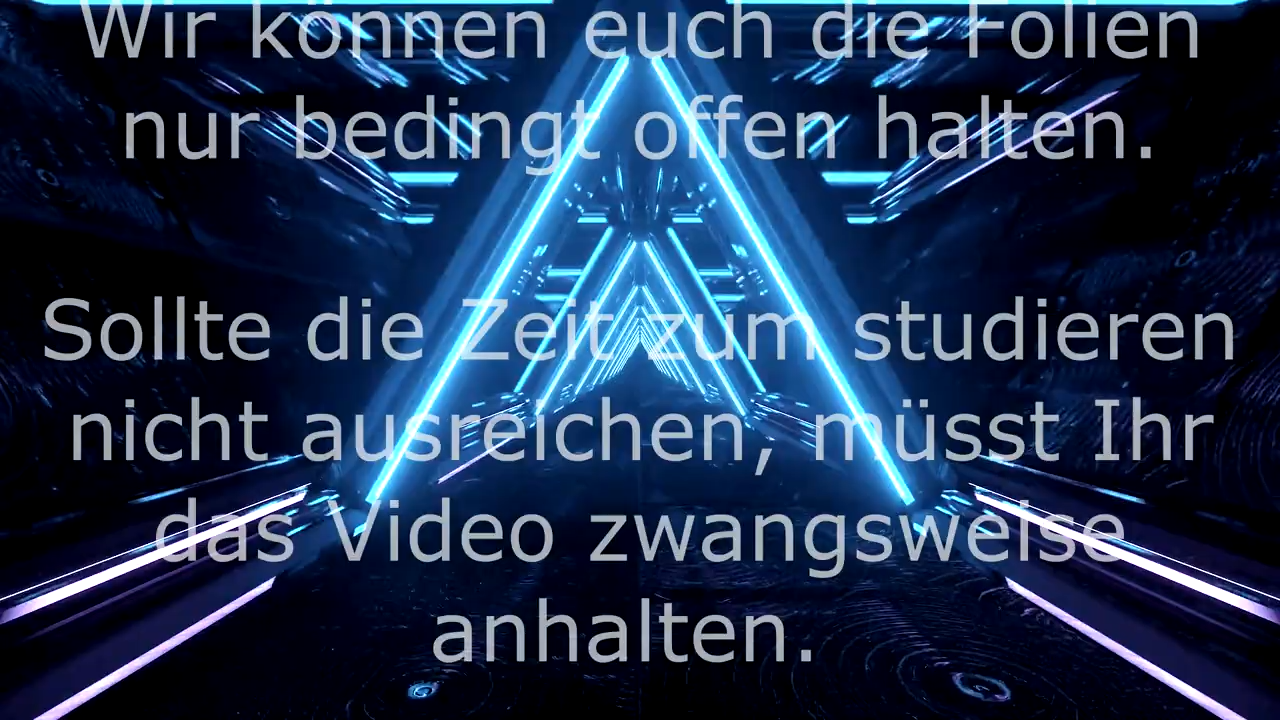 Wir können euch die Folien
nur bedingt offen halten.
Sollte die Zeit zum studieren
nicht ausreichen, müsst Ihr
das Video zwangsweise
anhalten.